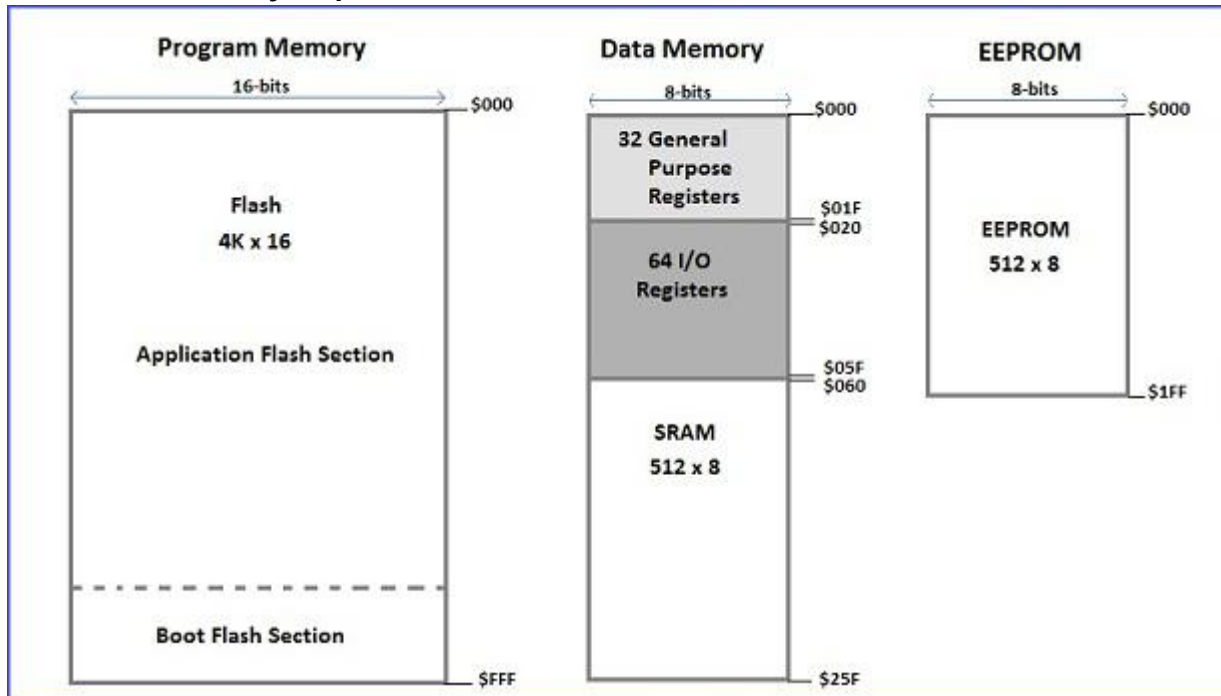 Program Memory
16-bits
$000
Flash
4K x 16
Application Flash Section
Boot Flash Section
$FFF
Data Memory
8-bits
$000
32 General
Purpose
Registers
$01F
$020
64 I/O
Registers
$05F
$060
SRAM
512 x 8
$25F
EEPROM
8-bits
$000
EEPROM
512 x 8
$1FF